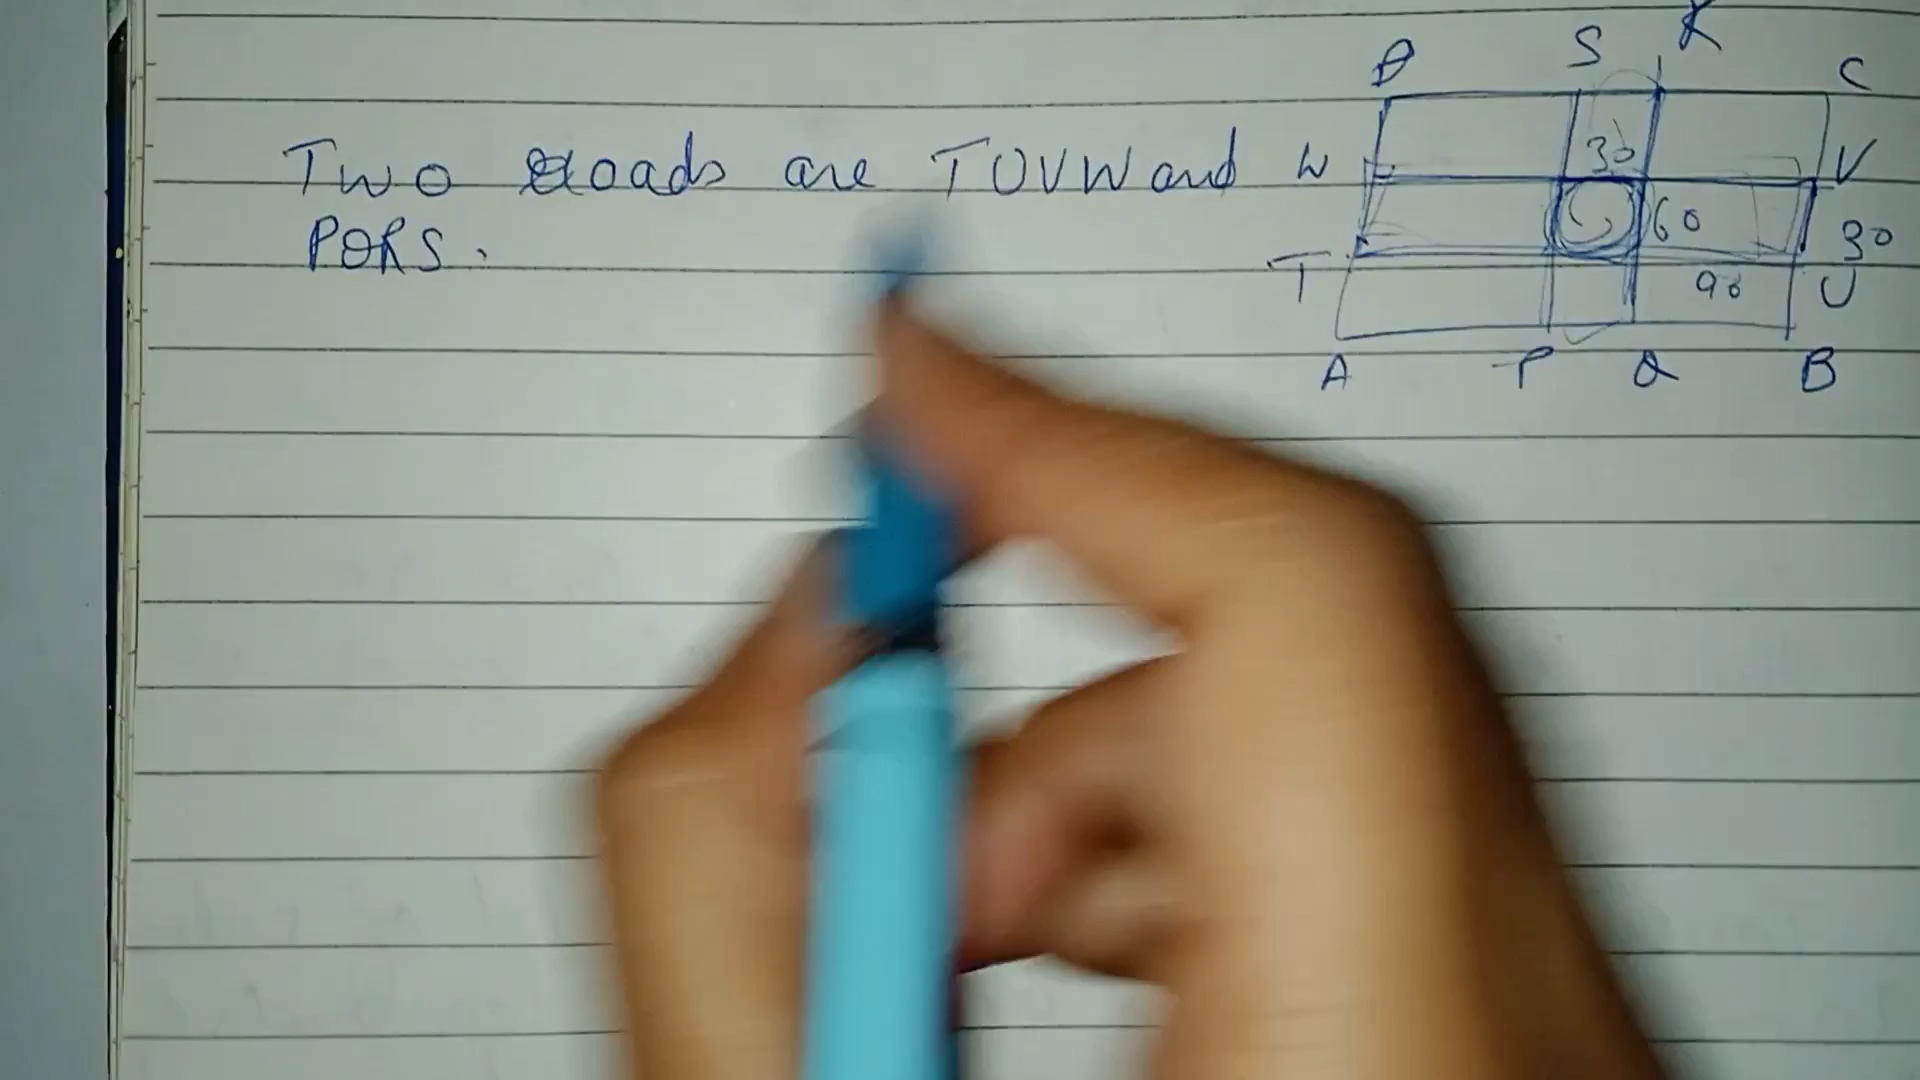 Two roads are TUVW and
PQRS.
D S R C
W 30 V
60 30
T 90 U
A P Q B